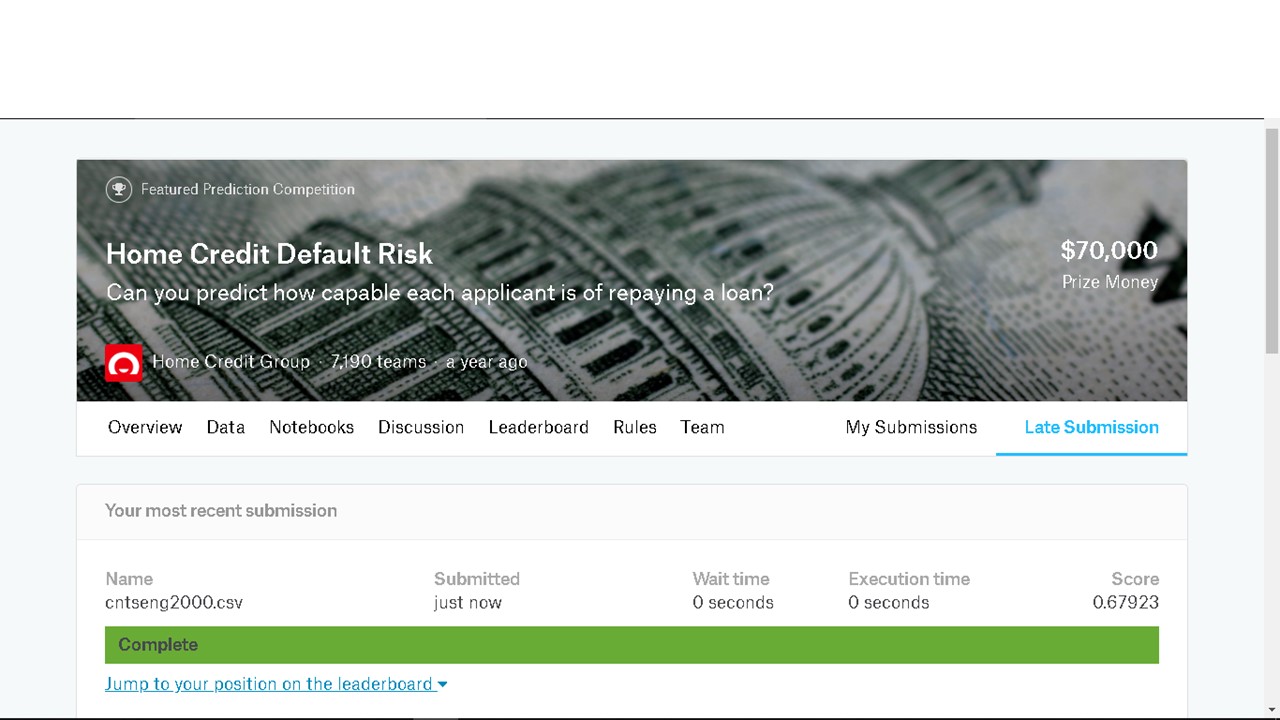 Featured Prediction Competition
Home Credit Default Risk
$70,000
Can you predict how capable each applicant is of repaying a loan?
Prize Money
Home Credit Group · 7,190 teams · a year ago
Overview Data Notebooks Discussion Leaderboard Rules Team My Submissions Late Submission
Your most recent submission
Name Submitted Wait time Execution time Score
cntseng2000.csv just now 0 seconds 0 seconds 0.67923
Complete
Jump to your position on the leaderboard